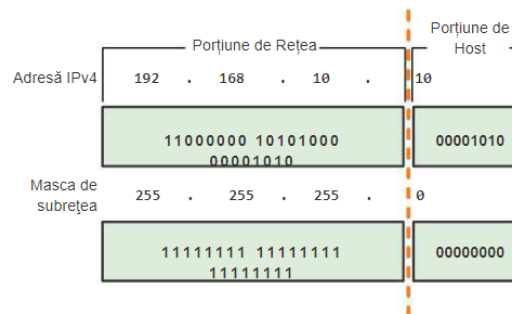 Porțiune de Rețea
Porțiune de
Host
Adresă IPv4
192 . 168 . 10 . 10
11000000 10101000
00001010
00001010
Masca de
subreţea
255 . 255 . 255 . 0
11111111 11111111
11111111
00000000